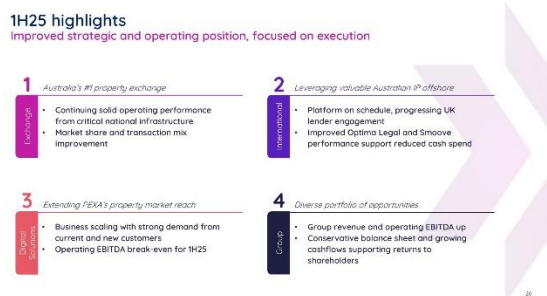 1H25 highlights
Improved strategic and operating position, focused on execution
1
Australia's #1 property exchange
Exchange
• Continuing solid operating performance
from critical national infrastructure
• Market share and transaction mix
improvement
2
Leveraging valuable Australian IP offshore
International
• Platform on schedule, progressing UK
lender engagement
• Improved Optima Legal and Smoove
performance support reduced cash spend
3
Extending PEXA's property market reach
Digital
Solutions
• Business scaling with strong demand from
current and new customers
• Operating EBITDA break-even for 1H25
4
Diverse portfolio of opportunities
Group
• Group revenue and operating EBITDA up
• Conservative balance sheet and growing
cashflows supporting returns to
shareholders
26